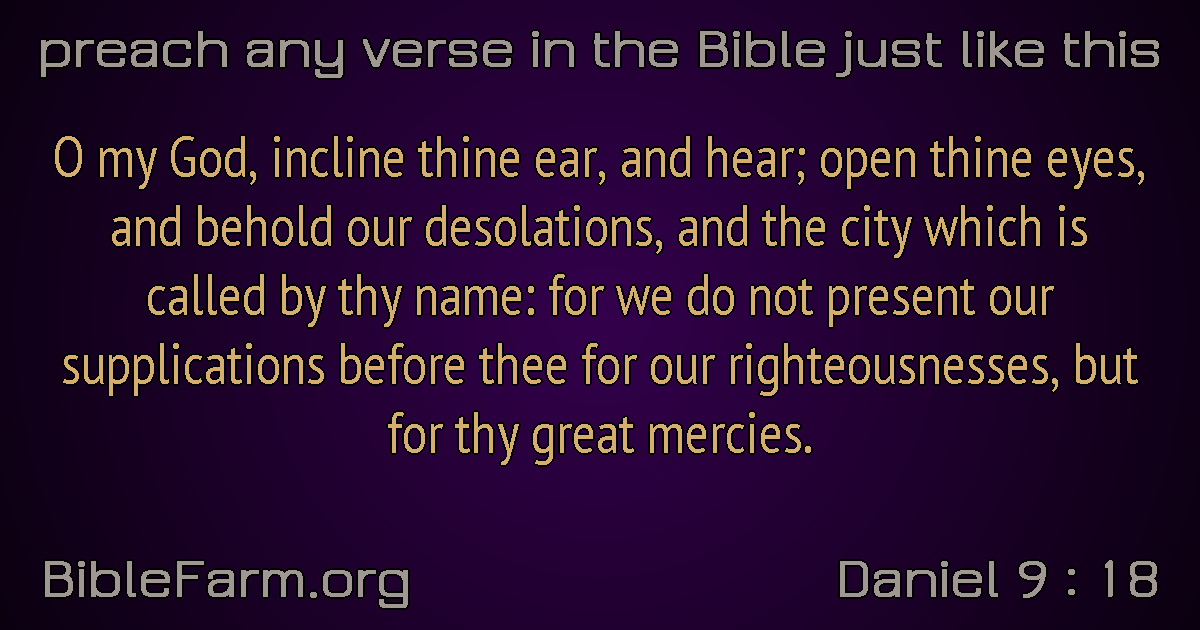 preach any verse in the Bible just like this
O my God, incline thine ear, and hear; open thine eyes,
and behold our desolations, and the city which is
called by thy name: for we do not present our
supplications before thee for our righteousnesses, but
for thy great mercies.
BibleFarm.org
Daniel 9 : 18